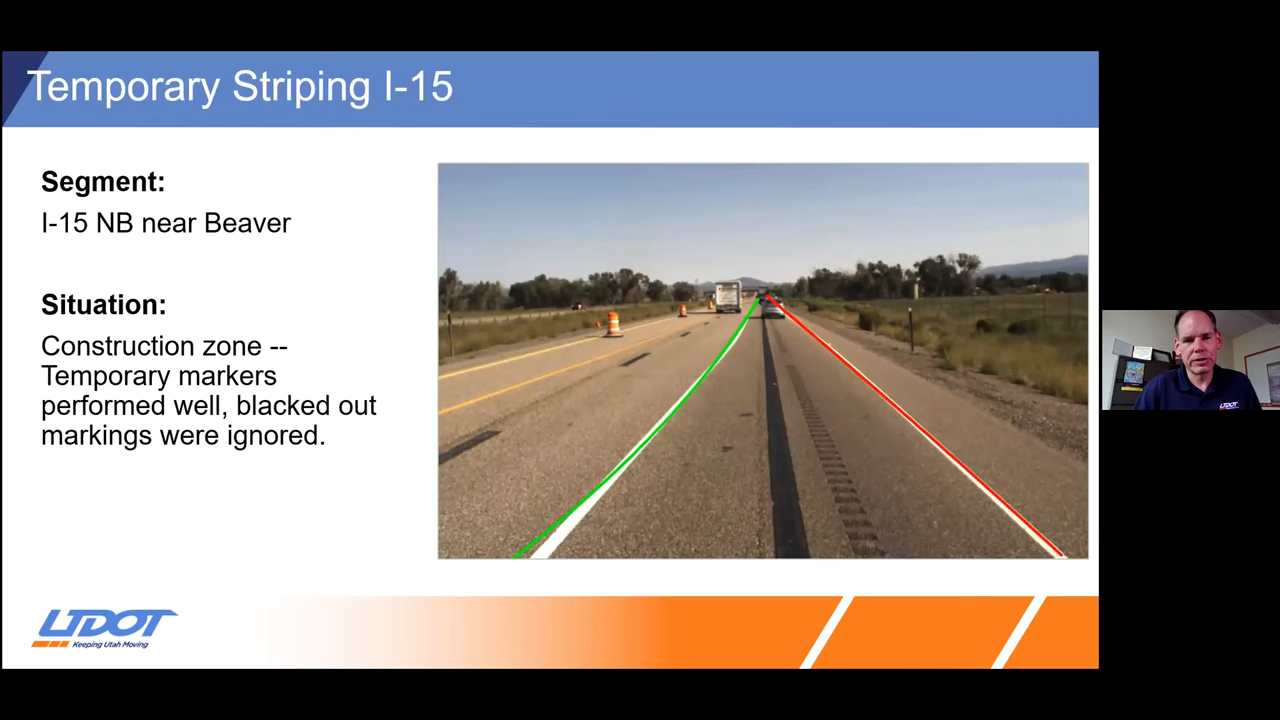 Temporary Striping I-15
Segment:
I-15 NB near Beaver
Situation:
Construction zone --
Temporary markers
performed well, blacked out
markings were ignored.
UDOT
Keeping Utah Moving
UDOT